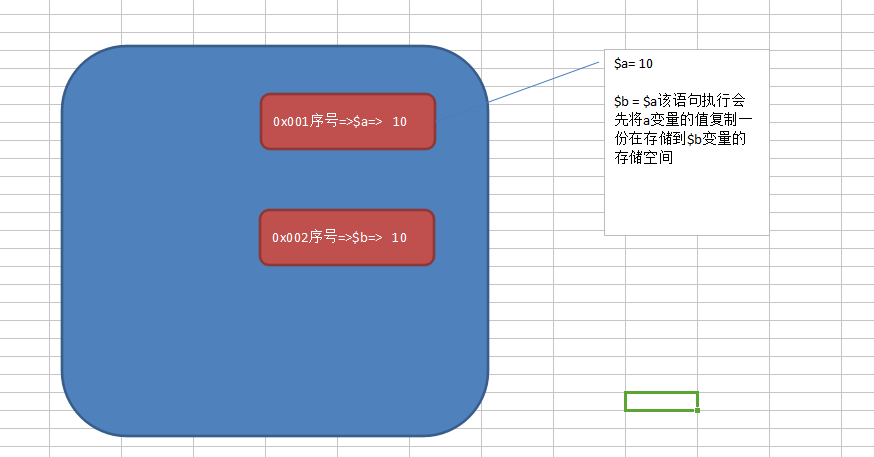 0x001序号=>$a=> 10
0x002序号=>$b=> 10
$a= 10
$b = $a该语句执行会
先将a变量的值复制一
份在存储到$b变量的
存储空间